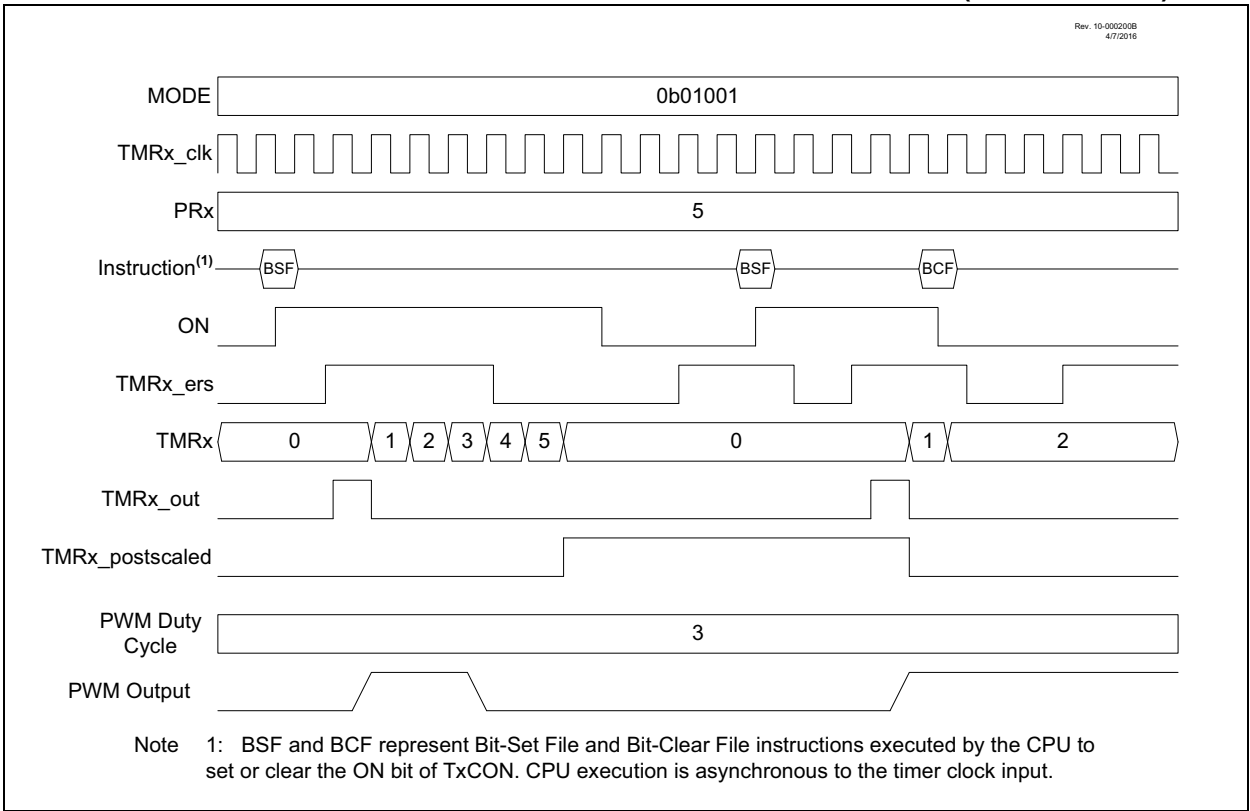 Rev. 10-000200B
4/7/2016
MODE 0b01001
TMRx_clk
PRx 5
Instruction(1) BSF BSF BCF
ON
TMRx_ers
TMRx 0 1 2 3 4 5 0 1 2
TMRx_out
TMRx_postscaled
PWM Duty
Cycle 3
PWM Output
Note 1: BSF and BCF represent Bit-Set File and Bit-Clear File instructions executed by the CPU to
set or clear the ON bit of TxCON. CPU execution is asynchronous to the timer clock input.